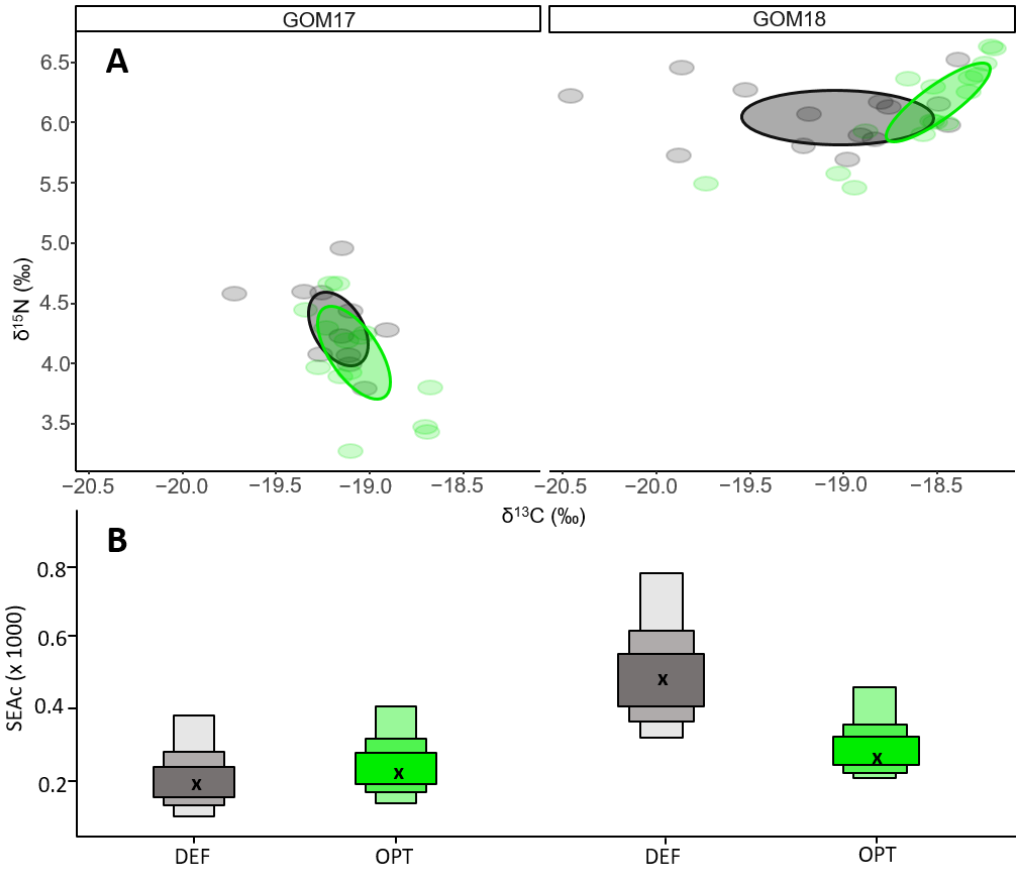 GOM17 GOM18
A
6.5
6.0
5.5
5.0
4.5
4.0
3.5
δ¹⁵N (‰)
−20.5 −20.0 −19.5 −19.0 −18.5 −20.5 −20.0 −19.5 −19.0 −18.5
δ¹³C (‰)
B
0.8
0.6
0.4
0.2
SEAc (x 1000)
x x x x
DEF OPT DEF OPT